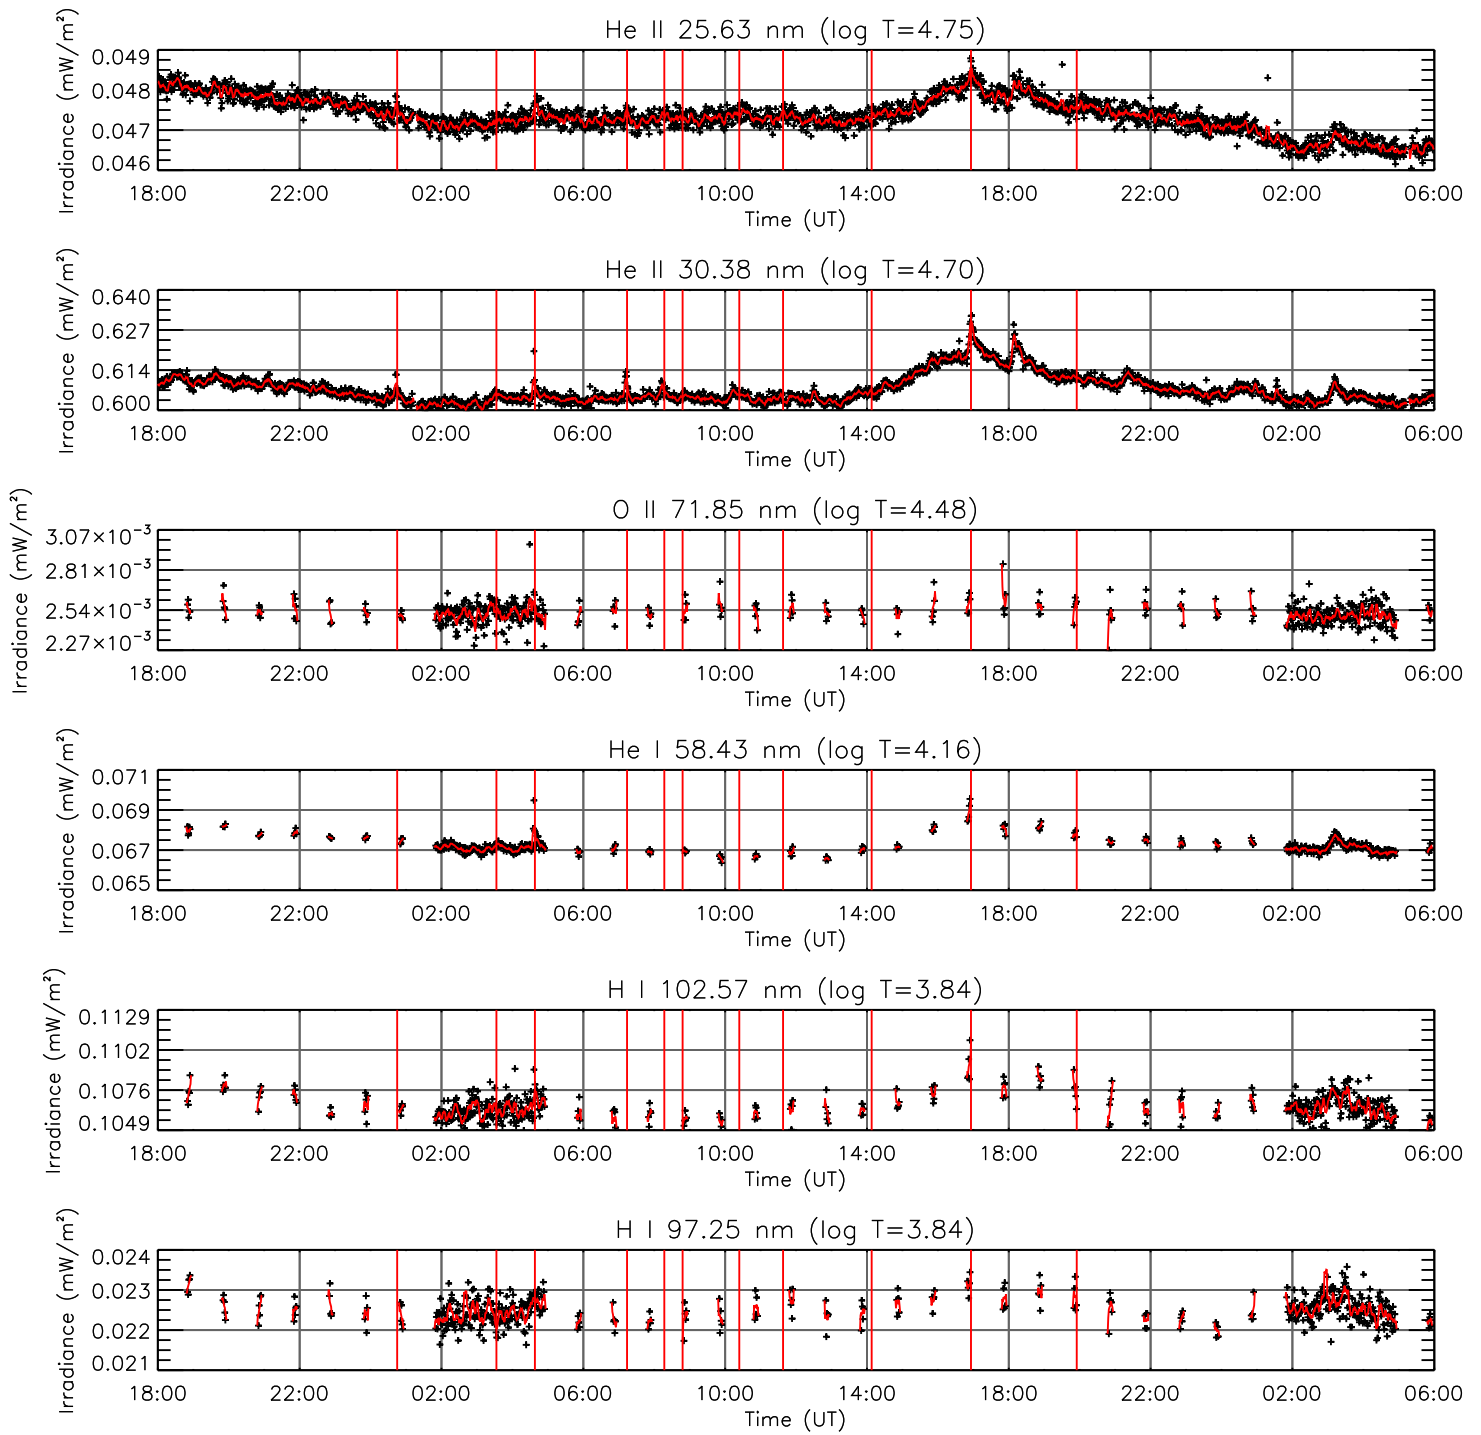 He II 25.63 nm (log T=4.75)
Irradiance (mW/m²)
0.049
0.048
0.047
0.046
18:00 22:00 02:00 06:00 10:00 14:00 18:00 22:00 02:00 06:00
Time (UT)
He II 30.38 nm (log T=4.70)
Irradiance (mW/m²)
0.640
0.627
0.614
0.600
18:00 22:00 02:00 06:00 10:00 14:00 18:00 22:00 02:00 06:00
Time (UT)
O II 71.85 nm (log T=4.48)
Irradiance (mW/m²)
3.07×10⁻³
2.81×10⁻³
2.54×10⁻³
2.27×10⁻³
18:00 22:00 02:00 06:00 10:00 14:00 18:00 22:00 02:00 06:00
Time (UT)
He I 58.43 nm (log T=4.16)
Irradiance (mW/m²)
0.071
0.069
0.067
0.065
18:00 22:00 02:00 06:00 10:00 14:00 18:00 22:00 02:00 06:00
Time (UT)
H I 102.57 nm (log T=3.84)
Irradiance (mW/m²)
0.1129
0.1102
0.1076
0.1049
18:00 22:00 02:00 06:00 10:00 14:00 18:00 22:00 02:00 06:00
Time (UT)
H I 97.25 nm (log T=3.84)
Irradiance (mW/m²)
0.024
0.023
0.022
0.021
18:00 22:00 02:00 06:00 10:00 14:00 18:00 22:00 02:00 06:00
Time (UT)